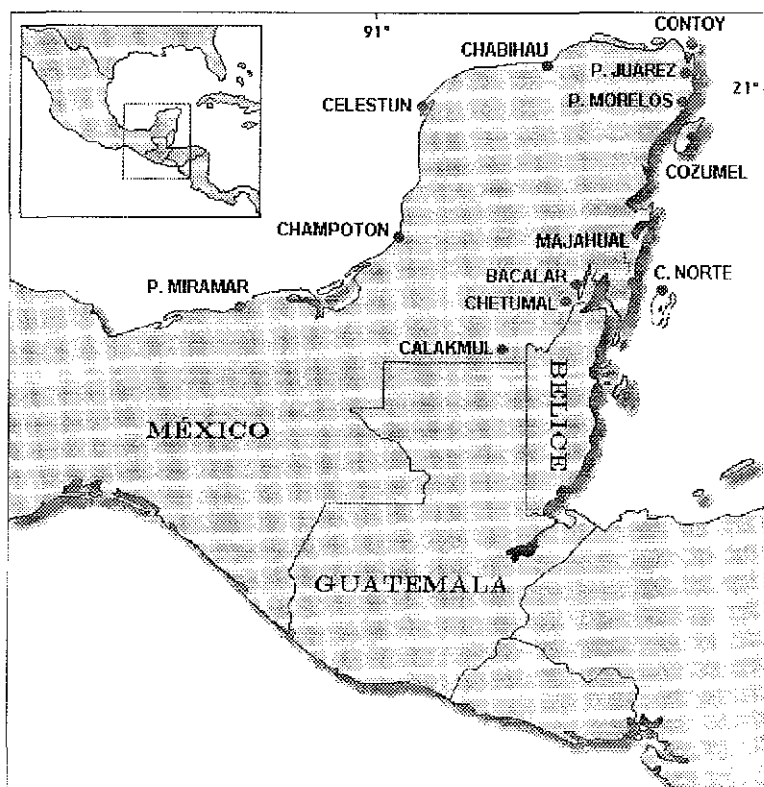 91°
CONTOY
CHABIHAU
P. JUAREZ
21°
CELESTUN
P. MORELOS
COZUMEL
CHAMPOTON
MAJAHUAL
BACALAR
C. NORTE
P. MIRAMAR
CHETUMAL
CALAKMUL
BELICE
MÉXICO
GUATEMALA